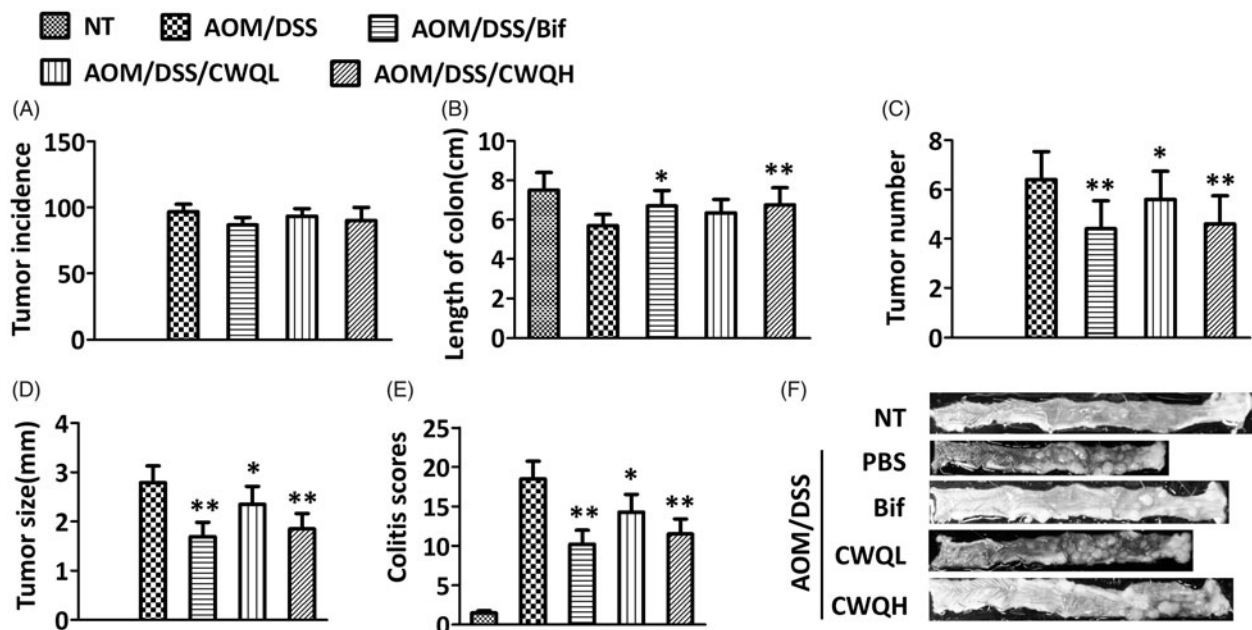 NT AOM/DSS AOM/DSS/Bif
AOM/DSS/CWQL AOM/DSS/CWQH
(A)
Tumor incidence
150
100
50
0
(B)
Length of colon(cm)
10
8
6
4
2
0
* **
(C)
Tumor number
8
6
4
2
0
** * **
(D)
Tumor size(mm)
4
3
2
1
0
** * **
(E)
Colitis scores
25
20
15
10
5
0
** * **
(F)
AOM/DSS
NT
PBS
Bif
CWQL
CWQH